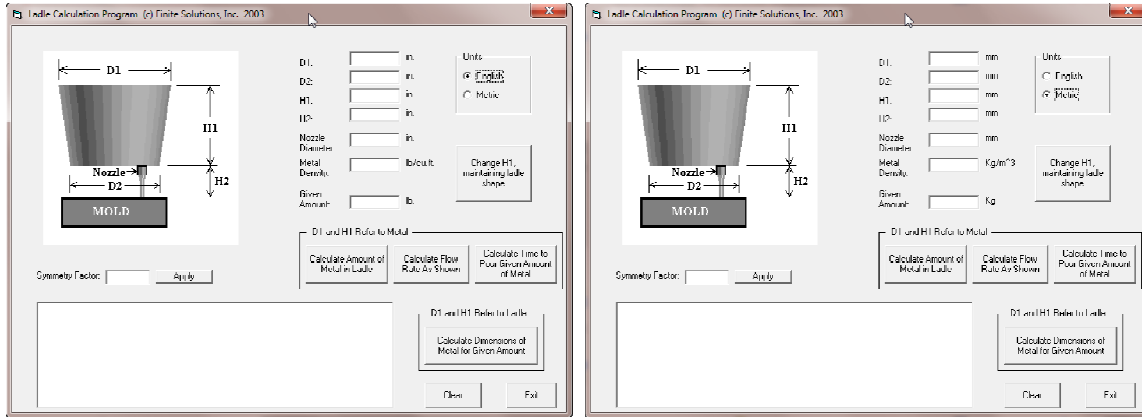 Ladle Calculation Program (c) Finite Solutions, Inc. 2003
D1
H1
Nozzle
D2
H2
MOLD
D1:
in.
D2:
in.
H1:
in.
H2:
in.
Nozzle
Diameter
in.
Metal
Density:
lb/cu.ft.
Given
Amount:
lb.
Units
English
Metric
Change H1,
maintaining ladle
shape
D1 and H1 Refer to Metal
Calculate Amount of
Metal in Ladle
Calculate Flow
Rate As Shown
Calculate Time to
Pour Given Amount
of Metal
Symmetry Factor:
Apply
D1 and H1 Refer to Ladle
Calculate Dimensions of
Metal for Given Amount
Clear
Exit
Ladle Calculation Program (c) Finite Solutions, Inc. 2003
D1
H1
Nozzle
D2
H2
MOLD
D1:
mm
D2:
mm
H1:
mm
H2:
mm
Nozzle
Diameter
mm
Metal
Density:
Kg/m^3
Given
Amount:
Kg
Units
English
Metric
Change H1,
maintaining ladle
shape
D1 and H1 Refer to Metal
Calculate Amount of
Metal in Ladle
Calculate Flow
Rate As Shown
Calculate Time to
Pour Given Amount
of Metal
Symmetry Factor:
Apply
D1 and H1 Refer to Ladle
Calculate Dimensions of
Metal for Given Amount
Clear
Exit